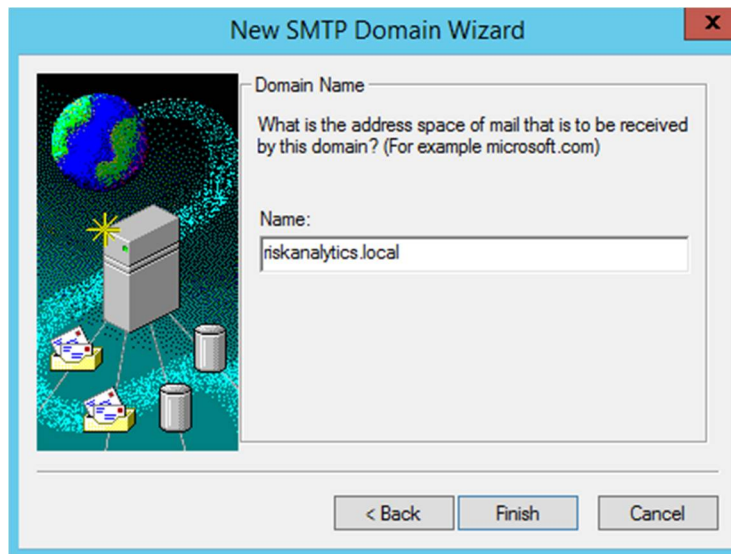 New SMTP Domain Wizard
x
Domain Name
What is the address space of mail that is to be received
by this domain? (For example microsoft.com)
Name:
riskanalytics.local
< Back
Finish
Cancel